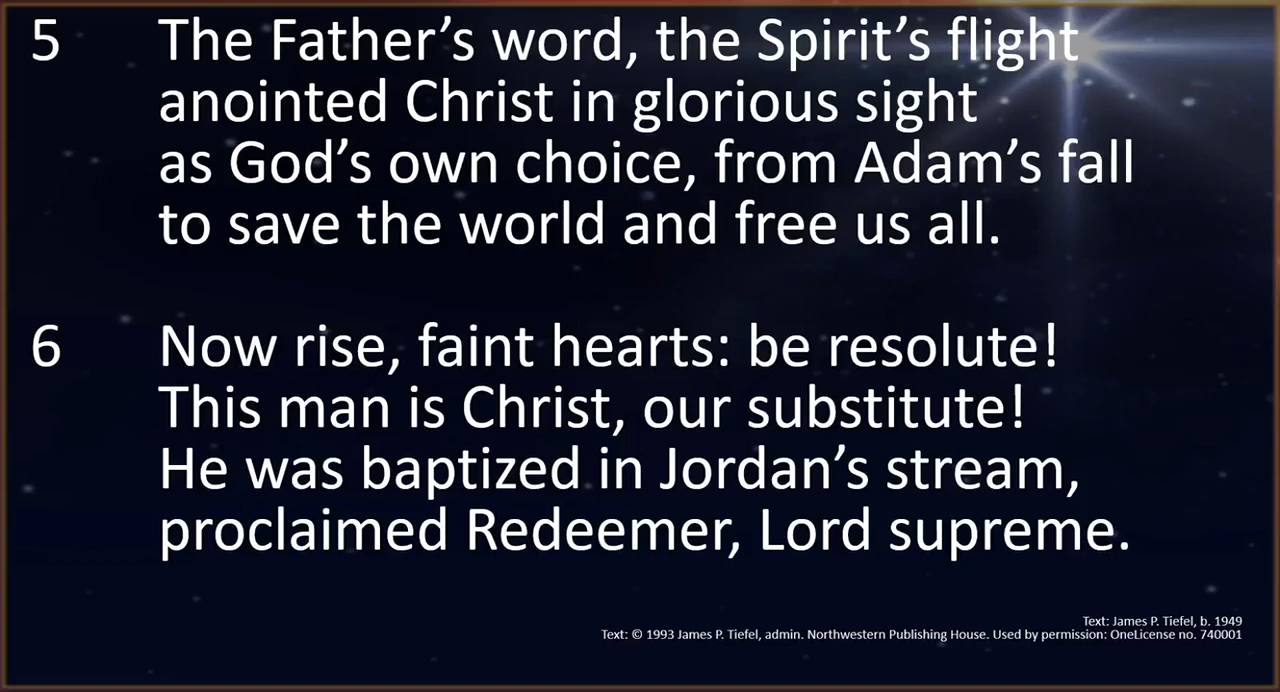 5 The Father’s word, the Spirit’s flight
anointed Christ in glorious sight
as God’s own choice, from Adam’s fall
to save the world and free us all.
6 Now rise, faint hearts: be resolute!
This man is Christ, our substitute!
He was baptized in Jordan’s stream,
proclaimed Redeemer, Lord supreme.
Text: James P. Tiefel, b. 1949
Text: © 1993 James P. Tiefel, admin. Northwestern Publishing House. Used by permission: OneLicense no. 740001